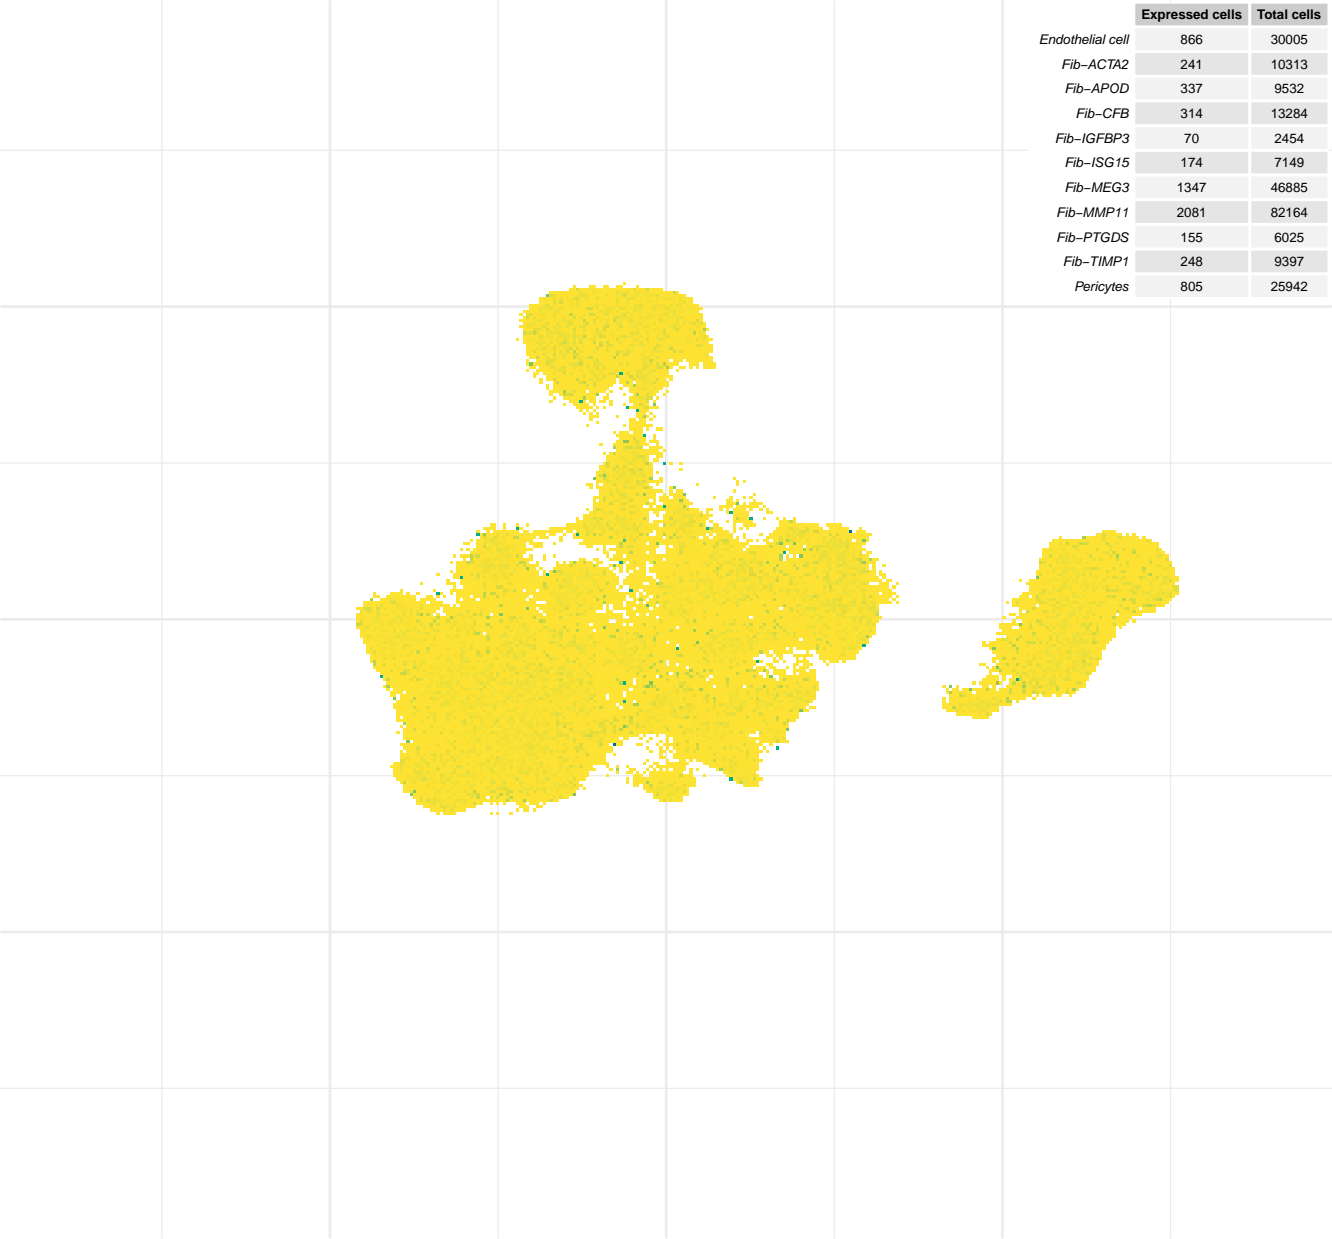 Expressed cells Total cells
Endothelial cell 866 30005
Fib−ACTA2 241 10313
Fib−APOD 337 9532
Fib−CFB 314 13284
Fib−IGFBP3 70 2454
Fib−ISG15 174 7149
Fib−MEG3 1347 46885
Fib−MMP11 2081 82164
Fib−PTGDS 155 6025
Fib−TIMP1 248 9397
Pericytes 805 25942